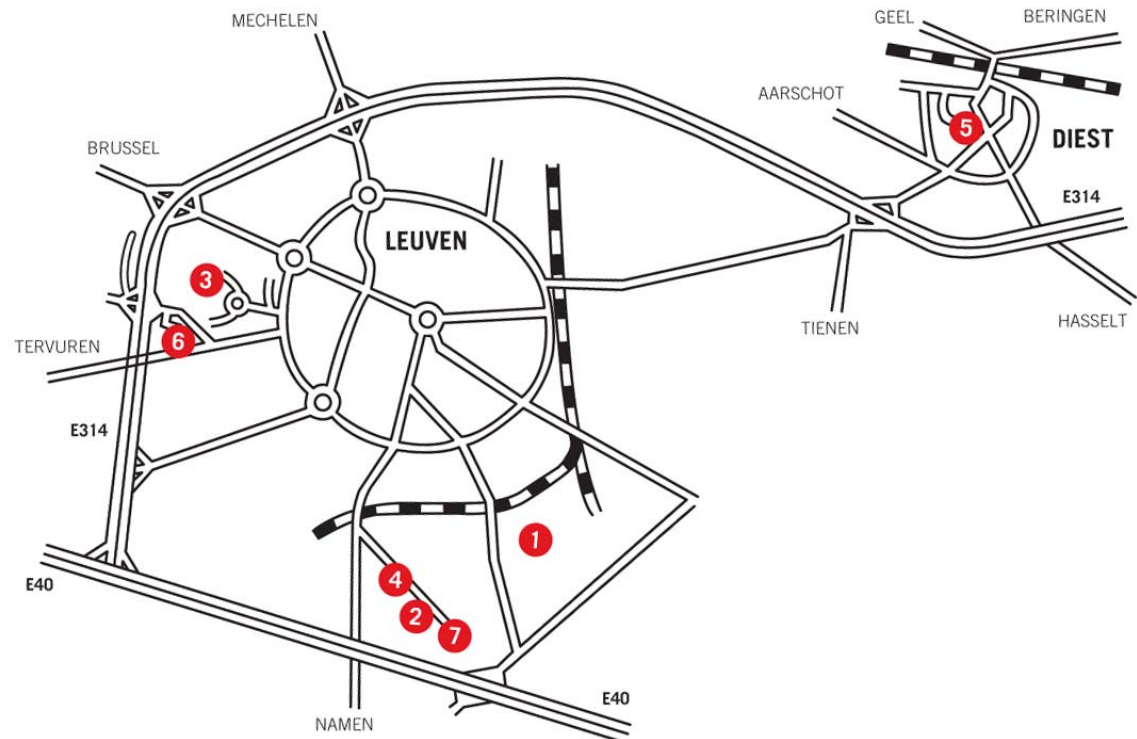 MECHELEN
GEEL
BERINGEN
AARSCHOT
5
DIEST
BRUSSEL
E314
LEUVEN
3
TIENEN
HASSELT
6
TERVUREN
E314
1
E40
4
2
7
E40
NAMEN